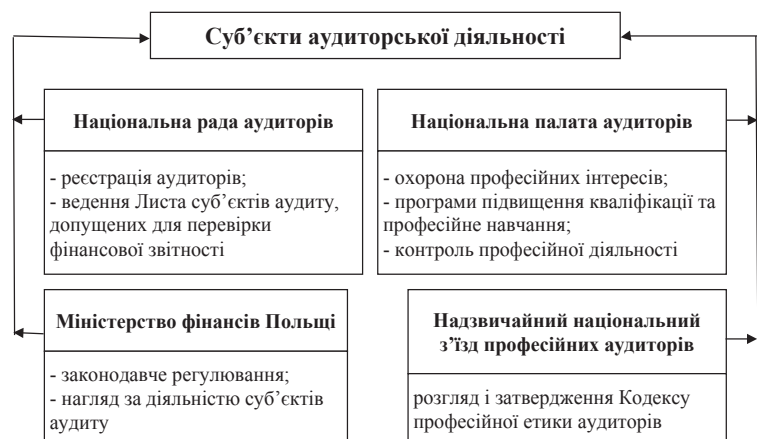 Суб’єкти аудиторської діяльності
Національна рада аудиторів
- реєстрація аудиторів;
- ведення Листа суб’єктів аудиту,
допущених для перевірки
фінансової звітності
Національна палата аудиторів
- охорона професійних інтересів;
- програми підвищення кваліфікації та
професійне навчання;
- контроль професійної діяльності
Міністерство фінансів Польщі
- законодавче регулювання;
- нагляд за діяльністю суб’єктів
аудиту
Надзвичайний національний
з’їзд професійних аудиторів
розгляд і затвердження Кодексу
професійної етики аудиторів